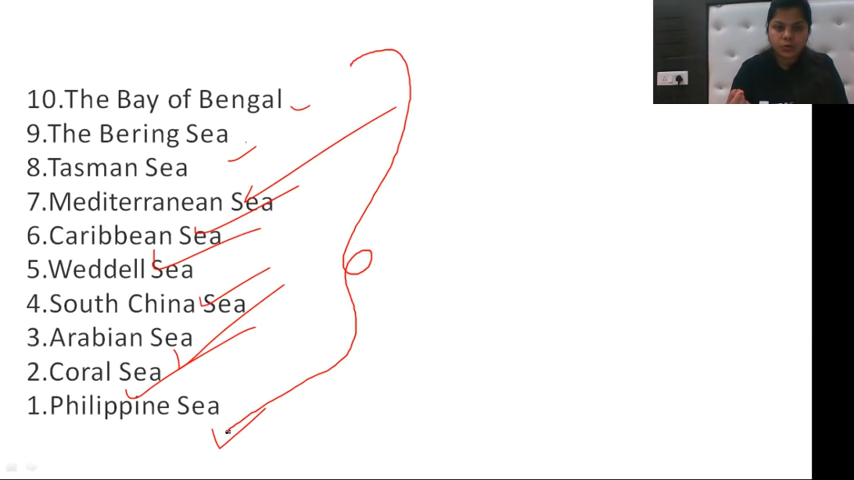 10.The Bay of Bengal
9.The Bering Sea
8.Tasman Sea
7.Mediterranean Sea
6.Caribbean Sea
5.Weddell Sea
4.South China Sea
3.Arabian Sea
2.Coral Sea
1.Philippine Sea